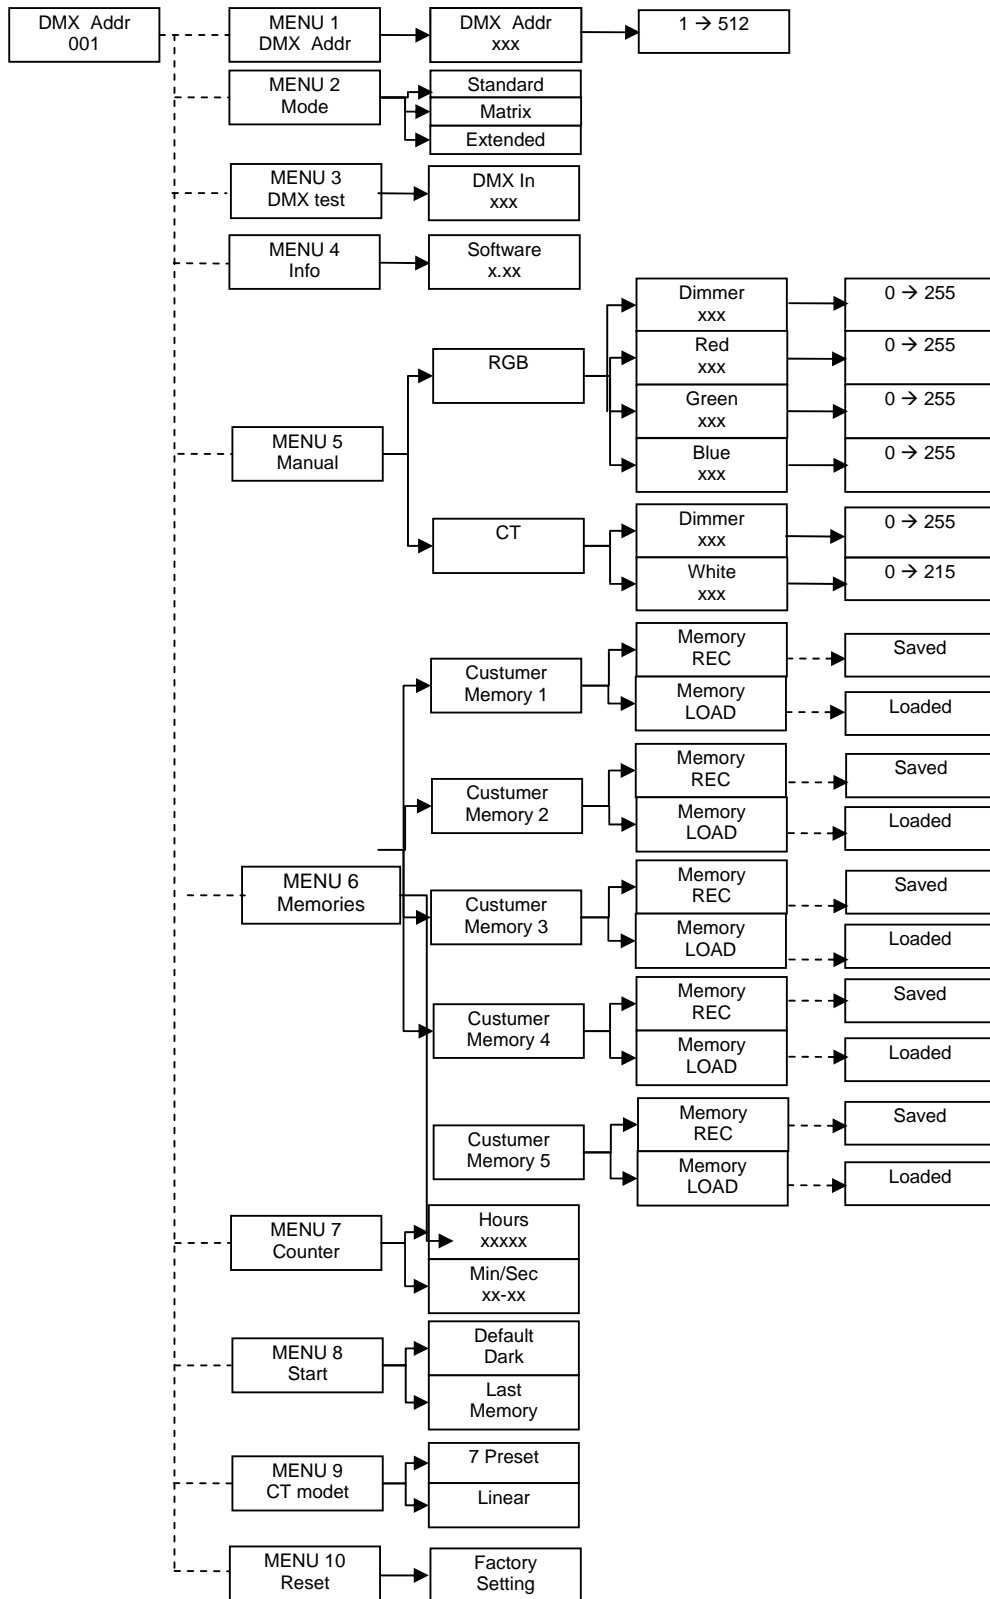 DMX Addr
001
MENU 1
DMX Addr
DMX Addr
xxx
1 → 512
MENU 2
Mode
Standard
Matrix
Extended
MENU 3
DMX test
DMX In
xxx
MENU 4
Info
Software
x.xx
MENU 5
Manual
RGB
Dimmer
xxx
0 → 255
Red
xxx
0 → 255
Green
xxx
0 → 255
Blue
xxx
0 → 255
CT
Dimmer
xxx
0 → 255
White
xxx
0 → 215
MENU 6
Memories
Custumer
Memory 1
Memory
REC
Saved
Memory
LOAD
Loaded
Custumer
Memory 2
Memory
REC
Saved
Memory
LOAD
Loaded
Custumer
Memory 3
Memory
REC
Saved
Memory
LOAD
Loaded
Custumer
Memory 4
Memory
REC
Saved
Memory
LOAD
Loaded
Custumer
Memory 5
Memory
REC
Saved
Memory
LOAD
Loaded
MENU 7
Counter
Hours
xxxxx
Min/Sec
xx-xx
MENU 8
Start
Default
Dark
Last
Memory
MENU 9
CT modet
7 Preset
Linear
MENU 10
Reset
Factory
Setting